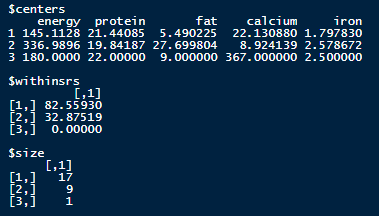 $centers
energy protein fat calcium iron
1 145.1128 21.44085 5.490225 22.130880 1.797830
2 336.9896 19.84187 27.699804 8.924139 2.578672
3 180.0000 22.00000 9.000000 367.000000 2.500000
$withinsrs
[,1]
[1,] 82.55930
[2,] 32.87519
[3,] 0.00000
$size
[,1]
[1,] 17
[2,] 9
[3,] 1